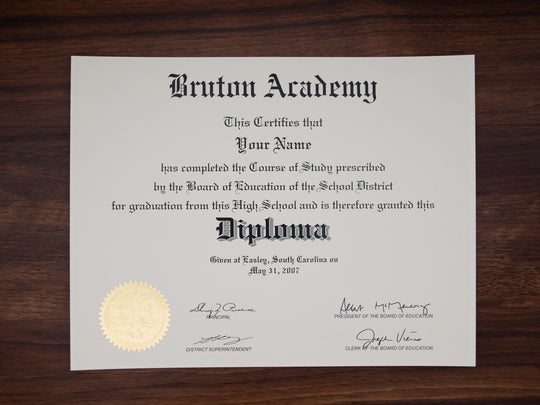 Bruton Academy
This Certifies that
Your Name
has completed the Course of Study prescribed
by the Board of Education of the School District
for graduation from this High School and is therefore granted this
Diploma
Given at Easley, South Carolina on
May 31, 2007
PRINCIPAL
PRESIDENT OF THE BOARD OF EDUCATION
DISTRICT SUPERINTENDENT
CLERK OF THE BOARD OF EDUCATION